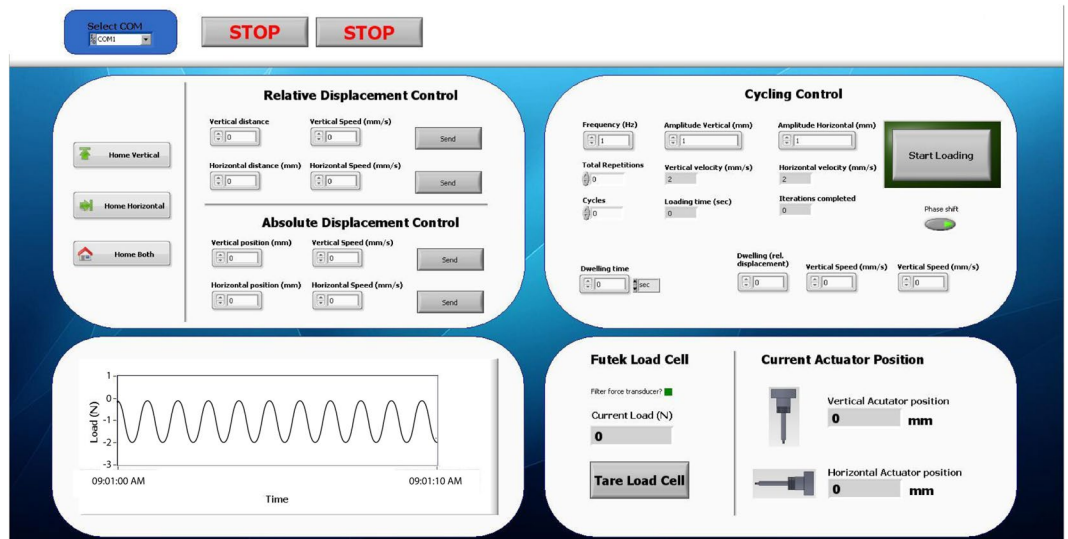 Select COM
COM1
STOP
STOP
Relative Displacement Control
Vertical distance
Vertical Speed (mm/s)
0
0
Send
Horizontal distance (mm)
Horizontal Speed (mm/s)
0
0
Send
Home Vertical
Home Horizontal
Home Both
Absolute Displacement Control
Vertical position (mm)
Vertical Speed (mm/s)
0
0
Send
Horizontal position (mm)
Horizontal Speed (mm/s)
0
0
Send
Cycling Control
Frequency (Hz)
Amplitude Vertical (mm)
Amplitude Horizontal (mm)
1
1
1
Start Loading
Total Repetitions
Vertical velocity (mm/s)
Horizontal velocity (mm/s)
0
2
2
Cycles
Loading time (sec)
Iterations completed
0
0
0
Phase shift
Dwelling time
0
sec
Dwelling (rel.
displacement)
Vertical Speed (mm/s)
Vertical Speed (mm/s)
0
0
0
Load (N)
1
0
-1
-2
-3
09:01:00 AM
09:01:10 AM
Time
Futek Load Cell
Filter force transducer?
Current Load (N)
0
Tare Load Cell
Current Actuator Position
Vertical Acutator position
0
mm
Horizontal Actuator position
0
mm